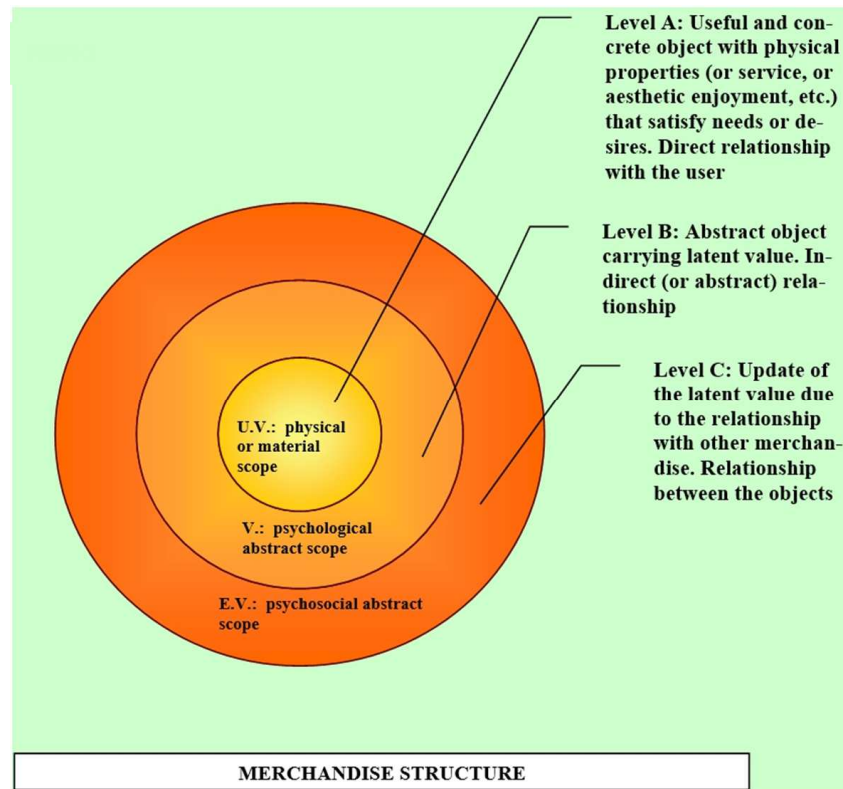 Level A: Useful and con-
crete object with physical
properties (or service, or
aesthetic enjoyment, etc.)
that satisfy needs or de-
sires. Direct relationship
with the user
Level B: Abstract object
carrying latent value. In-
direct (or abstract) rela-
tionship
Level C: Update of
the latent value due
to the relationship
with other merchan-
dise. Relationship
between the objects
U.V.: physical
or material
scope
V.: psychological
abstract scope
E.V.: psychosocial abstract
scope
MERCHANDISE STRUCTURE